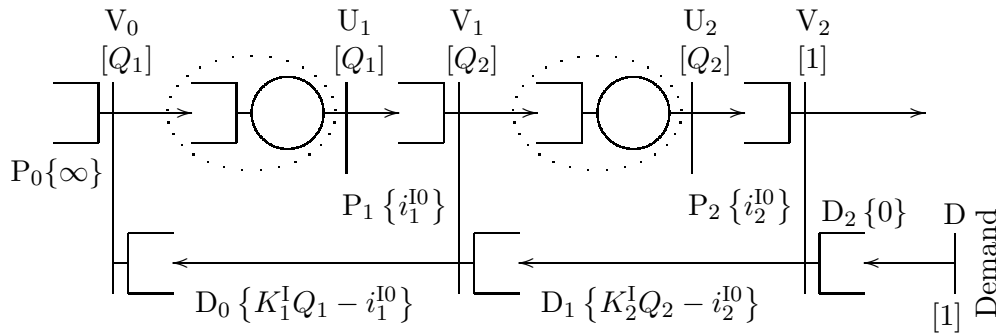 V₀ U₁ V₁ U₂ V₂
[Q₁] [Q₁] [Q₂] [Q₂] [1]
P₀{∞}
P₁ {i₁ᴵ⁰} P₂ {i₂ᴵ⁰} D₂ {0} D
D₀ {K₁ᴵQ₁ − i₁ᴵ⁰} D₁ {K₂ᴵQ₂ − i₂ᴵ⁰}
[1]
Demand